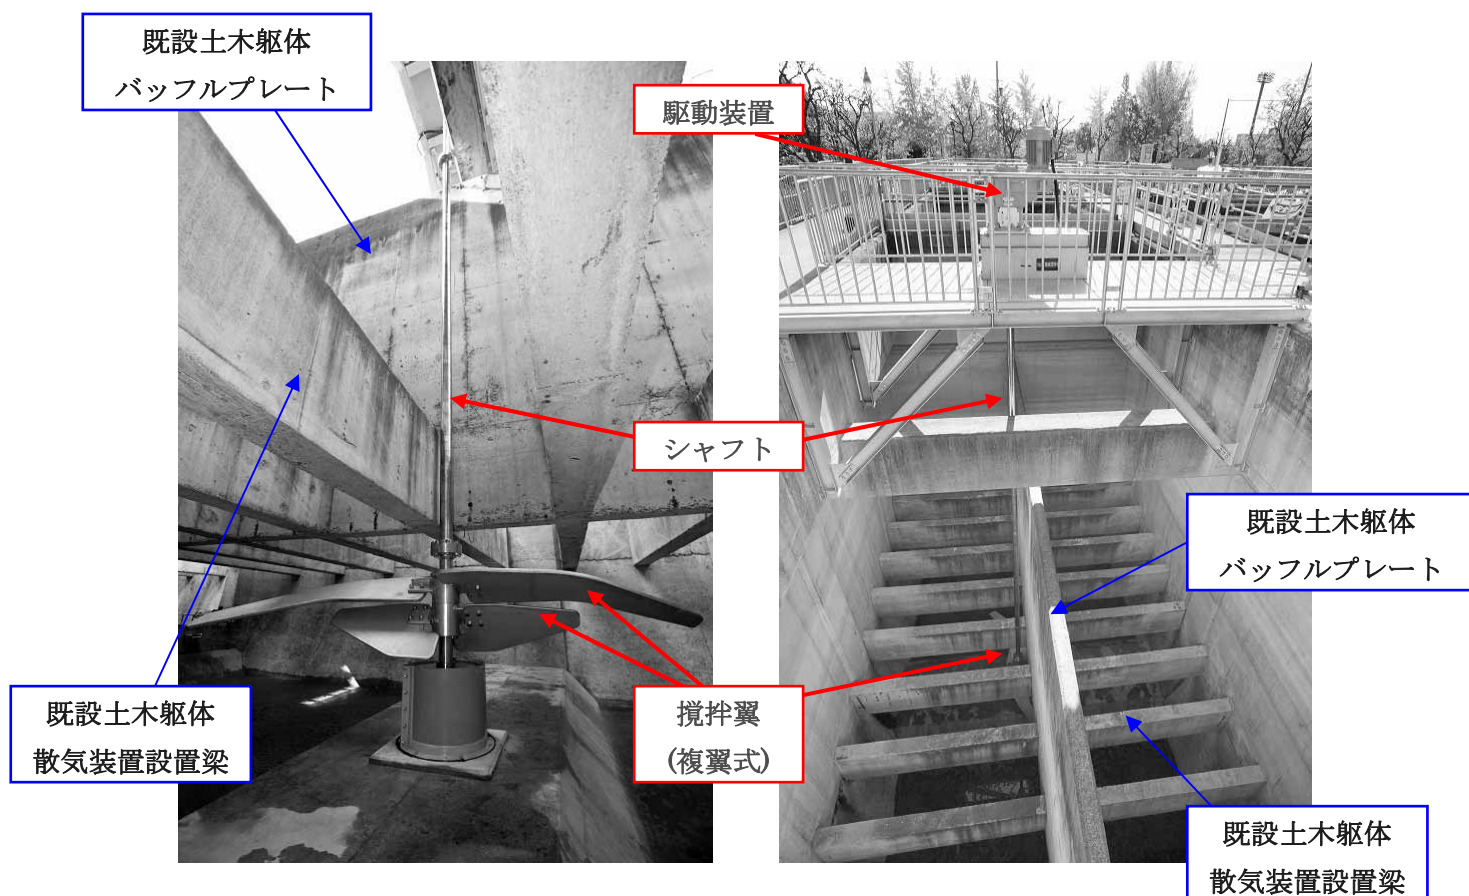 既設土木躯体
バッフルプレート
駆動装置
シャフト
既設土木躯体
バッフルプレート
既設土木躯体
散気装置設置梁
撹拌翼
(複翼式)
既設土木躯体
散気装置設置梁